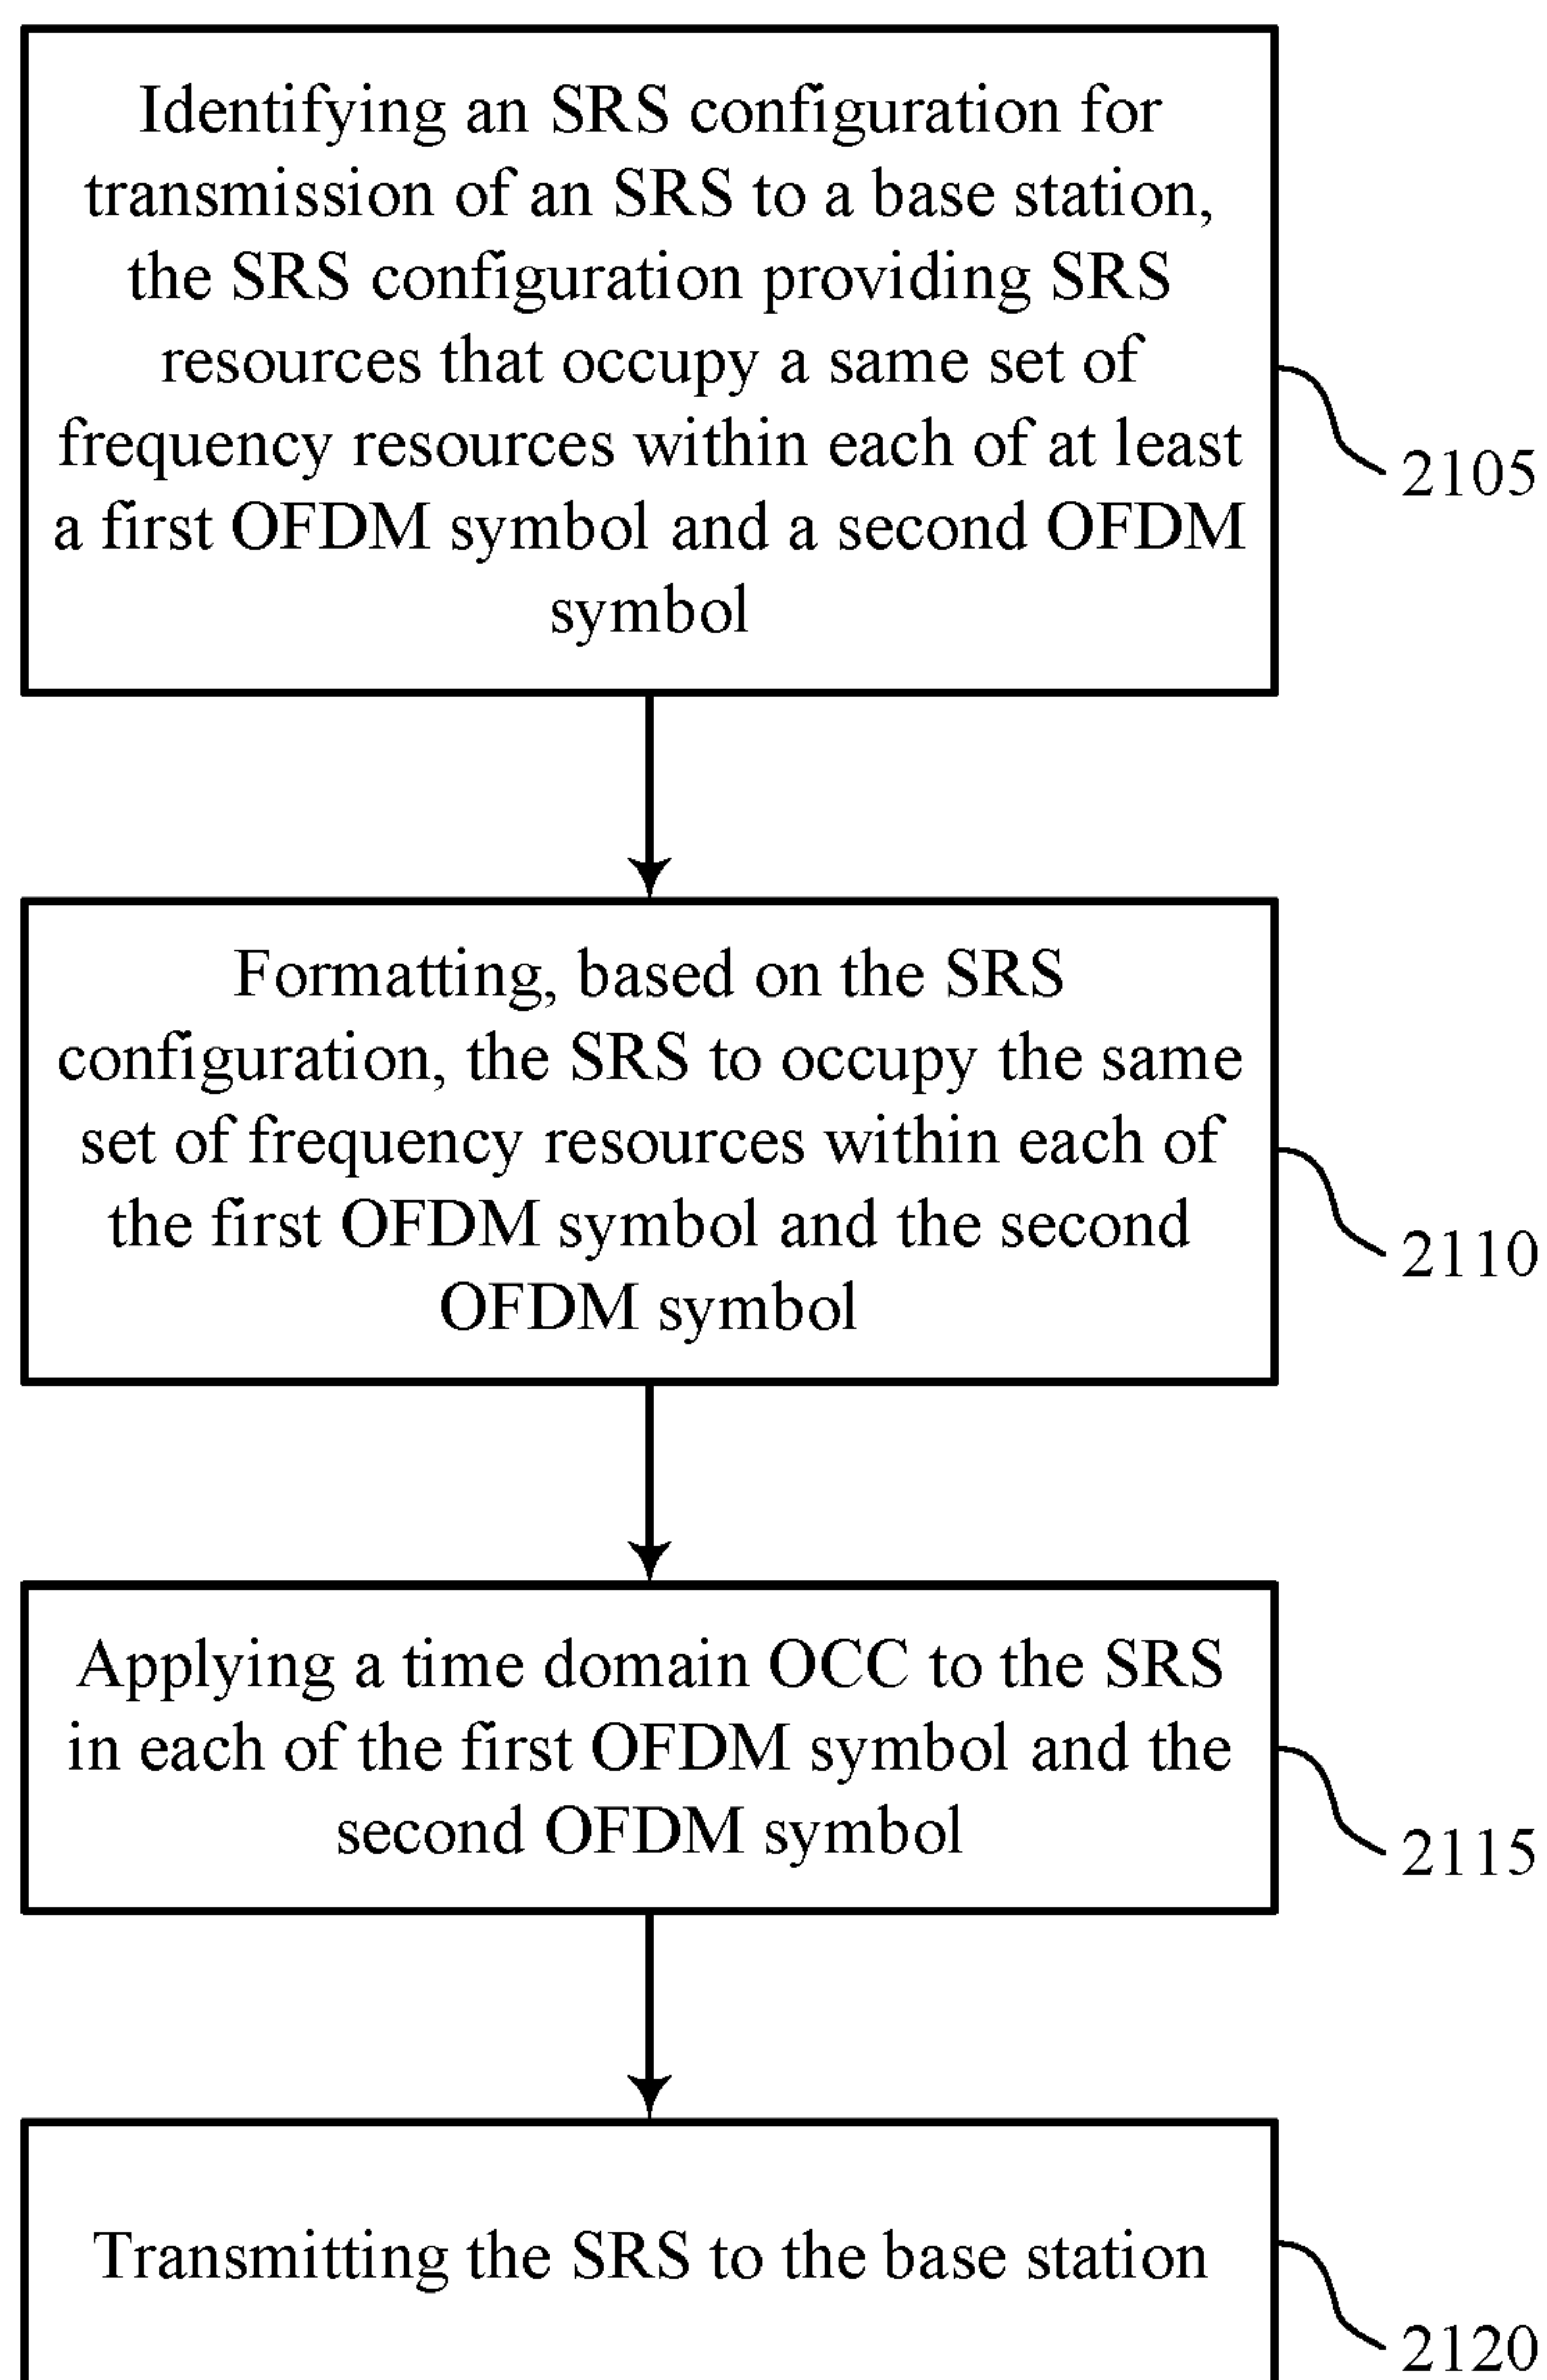 Identifying an SRS configuration for
transmission of an SRS to a base station,
the SRS configuration providing SRS
resources that occupy a same set of
frequency resources within each of at least
a first OFDM symbol and a second OFDM
symbol
2105
Formatting, based on the SRS
configuration, the SRS to occupy the same
set of frequency resources within each of
the first OFDM symbol and the second
OFDM symbol
2110
Applying a time domain OCC to the SRS
in each of the first OFDM symbol and the
second OFDM symbol
2115
Transmitting the SRS to the base station
2120